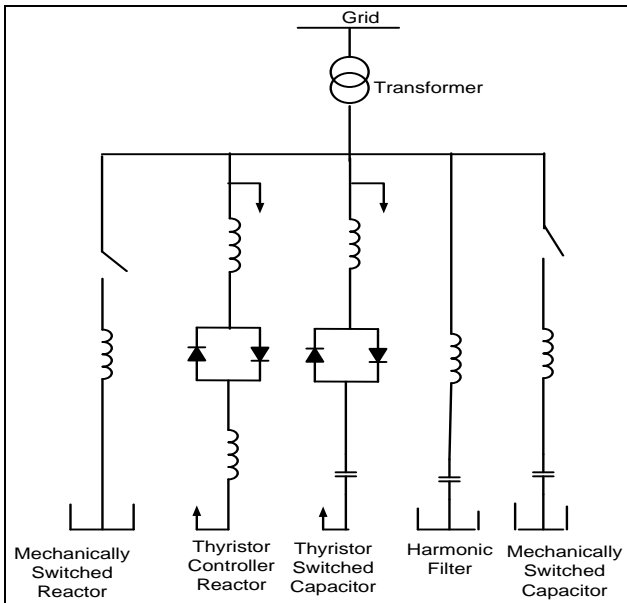 Grid
Transformer
Mechanically
Switched
Reactor
Thyristor
Controller
Reactor
Thyristor
Switched
Capacitor
Harmonic
Filter
Mechanically
Switched
Capacitor